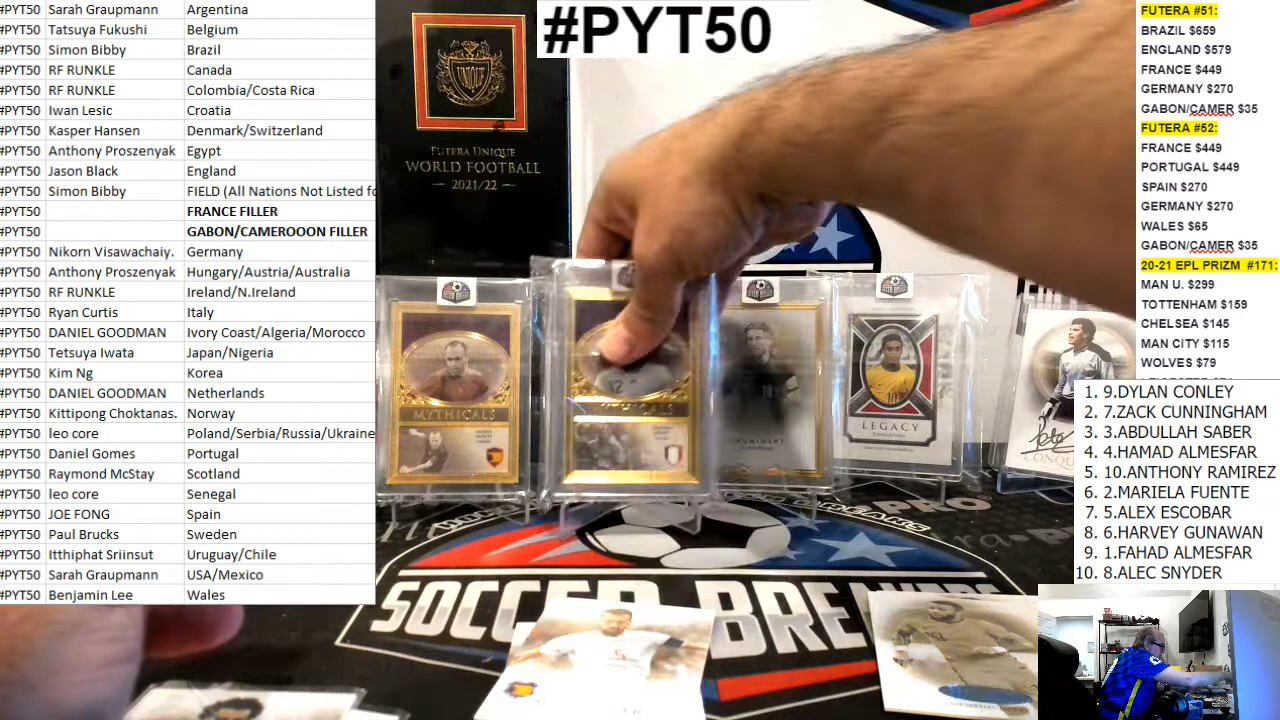 #PYT50 Sarah Graupmann Argentina
#PYT50 Tatsuya Fukushi Belgium
#PYT50 Simon Bibby Brazil
#PYT50 RF RUNKLE Canada
#PYT50 RF RUNKLE Colombia/Costa Rica
#PYT50 Iwan Lesic Croatia
#PYT50 Kasper Hansen Denmark/Switzerland
#PYT50 Anthony Proszenyak Egypt
#PYT50 Jason Black England
#PYT50 Simon Bibby FIELD (All Nations Not Listed fo
#PYT50 FRANCE FILLER
#PYT50 GABON/CAMEROOON FILLER
#PYT50 Nikorn Visawachaiy. Germany
#PYT50 Anthony Proszenyak Hungary/Austria/Australia
#PYT50 RF RUNKLE Irland/N.Ireland
#PYT50 Ryan Curtis Italy
#PYT50 DANIEL GOODMAN Ivory Coast/Algeria/Morocco
#PYT50 Tetsuya Iwata Japan/Nigeria
#PYT50 Kim Ng Korea
#PYT50 DANIEL GOODMAN Netherlands
#PYT50 Kittipong Choktanas. Norway
#PYT50 leo core Poland/Serbia/Russia/Ukraine
#PYT50 Daniel Gomes Portugal
#PYT50 Raymond McStay Scotland
#PYT50 leo core Senegal
#PYT50 JOE FONG Spain
#PYT50 Paul Brucks Sweden
#PYT50 Itthiphat Sriinsut Uruguay/Chile
#PYT50 Sarah Graupmann USA/Mexico
#PYT50 Benjamin Lee Wales
#PYT50
UNIQUE
FUTERA UNIQUE
WORLD FOOTBALL
2021/22
MYTHICALS
LEGACY
PRO
SOCCER BREAKERS
FUTERA #51:
BRAZIL $659
ENGLAND $579
FRANCE $449
GERMANY $270
GABON/CAMER $35
FUTERA #52:
FRANCE $449
PORTUGAL $449
SPAIN $270
GERMANY $270
WALES $65
GABON/CAMER $35
20-21 EPL PRIZM #171:
MAN U. $299
TOTTENHAM $159
CHELSEA $145
MAN CITY $115
WOLVES $79
1. 9.DYLAN CONLEY
2. 7.ZACK CUNNINGHAM
3. 3.ABDULLAH SABER
4. 4.HAMAD ALMESFAR
5. 10.ANTHONY RAMIREZ
6. 2.MARIELA FUENTE
7. 5.ALEX ESCOBAR
8. 6.HARVEY GUNAWAN
9. 1.FAHAD ALMESFAR
10. 8.ALEC SNYDER